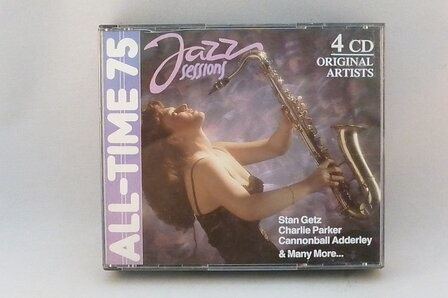 ALL-TIME 75
Jazz
sessions
4 CD
ORIGINAL
ARTISTS
Stan Getz
Charlie Parker
Cannonball Adderley
& Many More...